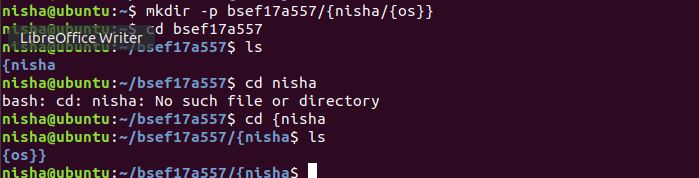 nisha@ubuntu:~$ mkdir -p bsef17a557/{nisha/{os}}
nisha@ubuntu:~$ cd bsef17a557
LibreOffice Writer
nisha@ubuntu:~/bsef17a557$ ls
{nisha
nisha@ubuntu:~/bsef17a557$ cd nisha
bash: cd: nisha: No such file or directory
nisha@ubuntu:~/bsef17a557$ cd {nisha
nisha@ubuntu:~/bsef17a557/{nisha$ ls
{os}}
nisha@ubuntu:~/bsef17a557/{nisha$